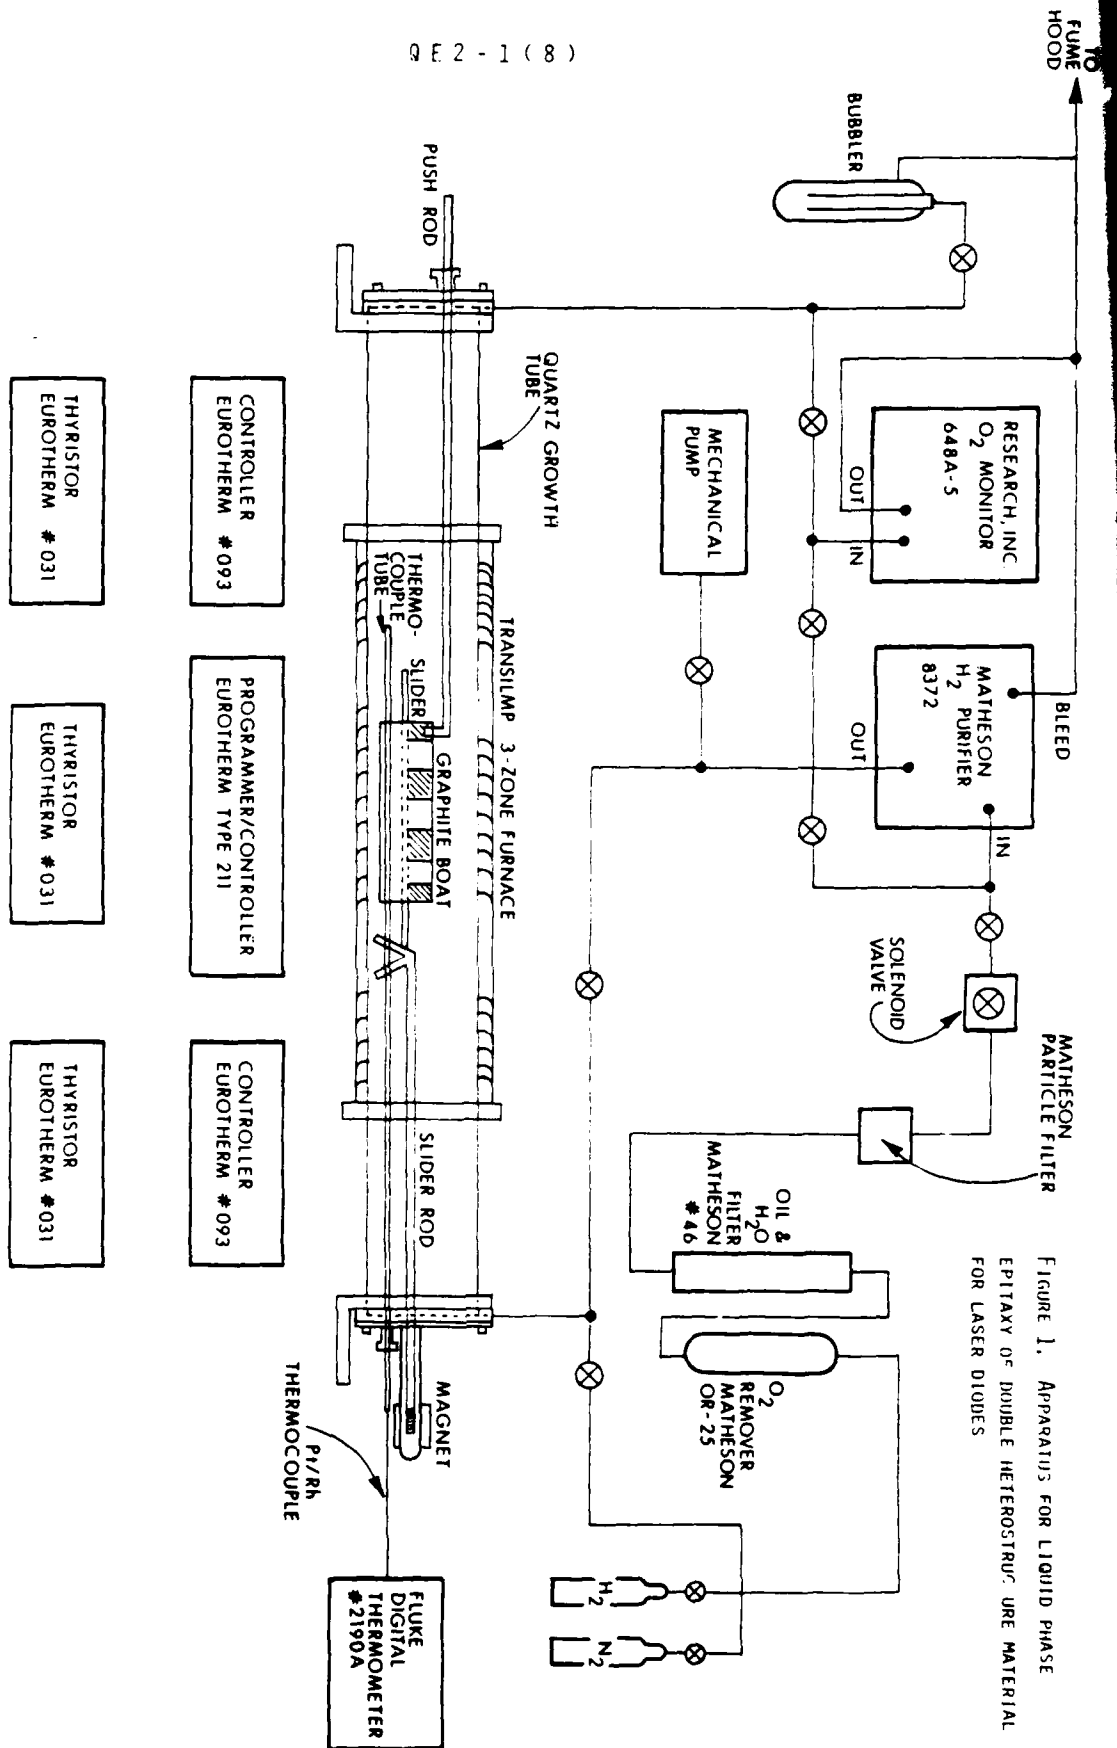 QE2-1(8)
TO
FUME
HOOD
BUBBLER
PUSH ROD
QUARTZ GROWTH
TUBE
RESEARCH, INC
O2 MONITOR
648A-5
OUT
IN
MECHANICAL
PUMP
MATHESON
H2 PURIFIER
8372
BLEED
OUT
IN
SOLENOID
VALVE
MATHESON
PARTICLE FILTER
OIL &
H2O
FILTER
MATHESON
#46
O2
REMOVER
MATHESON
OR-25
H2
N2
TRANSILMP 3-ZONE FURNACE
THERMO-
COUPLE
TUBE
SLIDER
GRAPHITE BOAT
SLIDER ROD
MAGNET
Pt/Rh
THERMOCOUPLE
FLUKE
DIGITAL
THERMOMETER
#2190A
CONTROLLER
EUROTHERM #093
PROGRAMMER/CONTROLLER
EUROTHERM TYPE 211
CONTROLLER
EUROTHERM #093
THYRISTOR
EUROTHERM #031
THYRISTOR
EUROTHERM #031
THYRISTOR
EUROTHERM #031
FIGURE 1. APPARATUS FOR LIQUID PHASE
EPITAXY OF DOUBLE HETEROSTRUC URE MATERIAL
FOR LASER DIODES